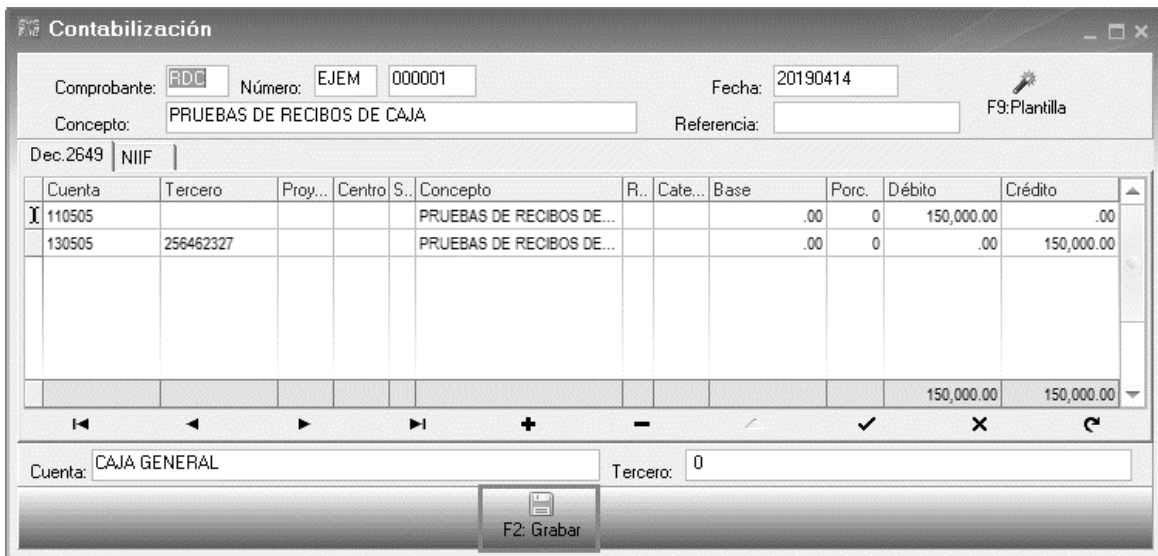 Contabilización
Comprobante: RDC Número: EJEM 000001 Fecha: 20190414
F9:Plantilla
Concepto: PRUEBAS DE RECIBOS DE CAJA Referencia:
Dec.2649 NIIF
Cuenta Tercero Proy... Centro S.. Concepto R.. Cate... Base Porc. Débito Crédito
110505 PRUEBAS DE RECIBOS DE... .00 0 150,000.00 .00
130505 256462327 PRUEBAS DE RECIBOS DE... .00 0 .00 150,000.00
150,000.00 150,000.00
Cuenta: CAJA GENERAL Tercero: 0
F2: Grabar